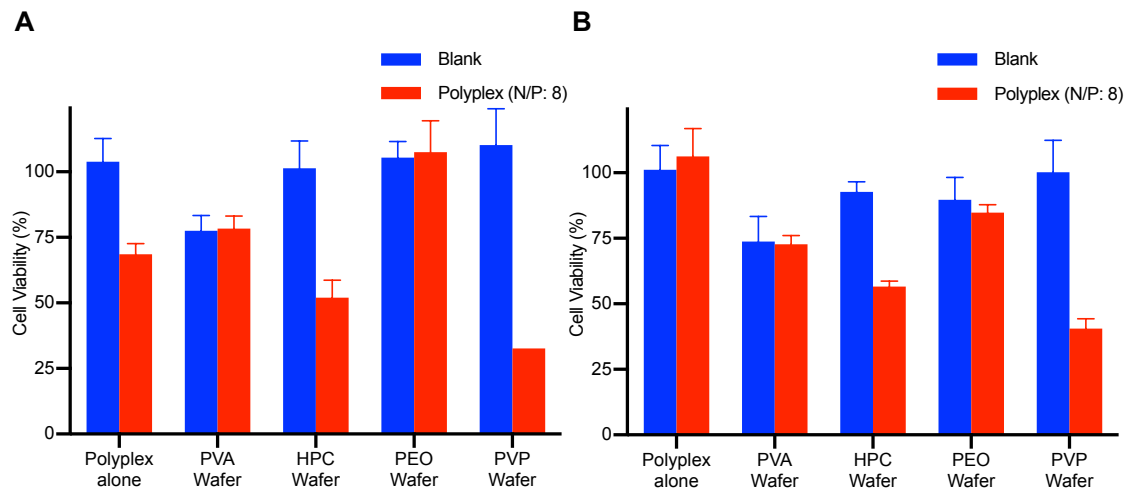 A
Blank
Polyplex (N/P: 8)
Cell Viability (%)
100
75
50
25
0
Polyplex alone
PVA Wafer
HPC Wafer
PEO Wafer
PVP Wafer
B
Blank
Polyplex (N/P: 8)
Cell Viability (%)
100
75
50
25
0
Polyplex alone
PVA Wafer
HPC Wafer
PEO Wafer
PVP Wafer